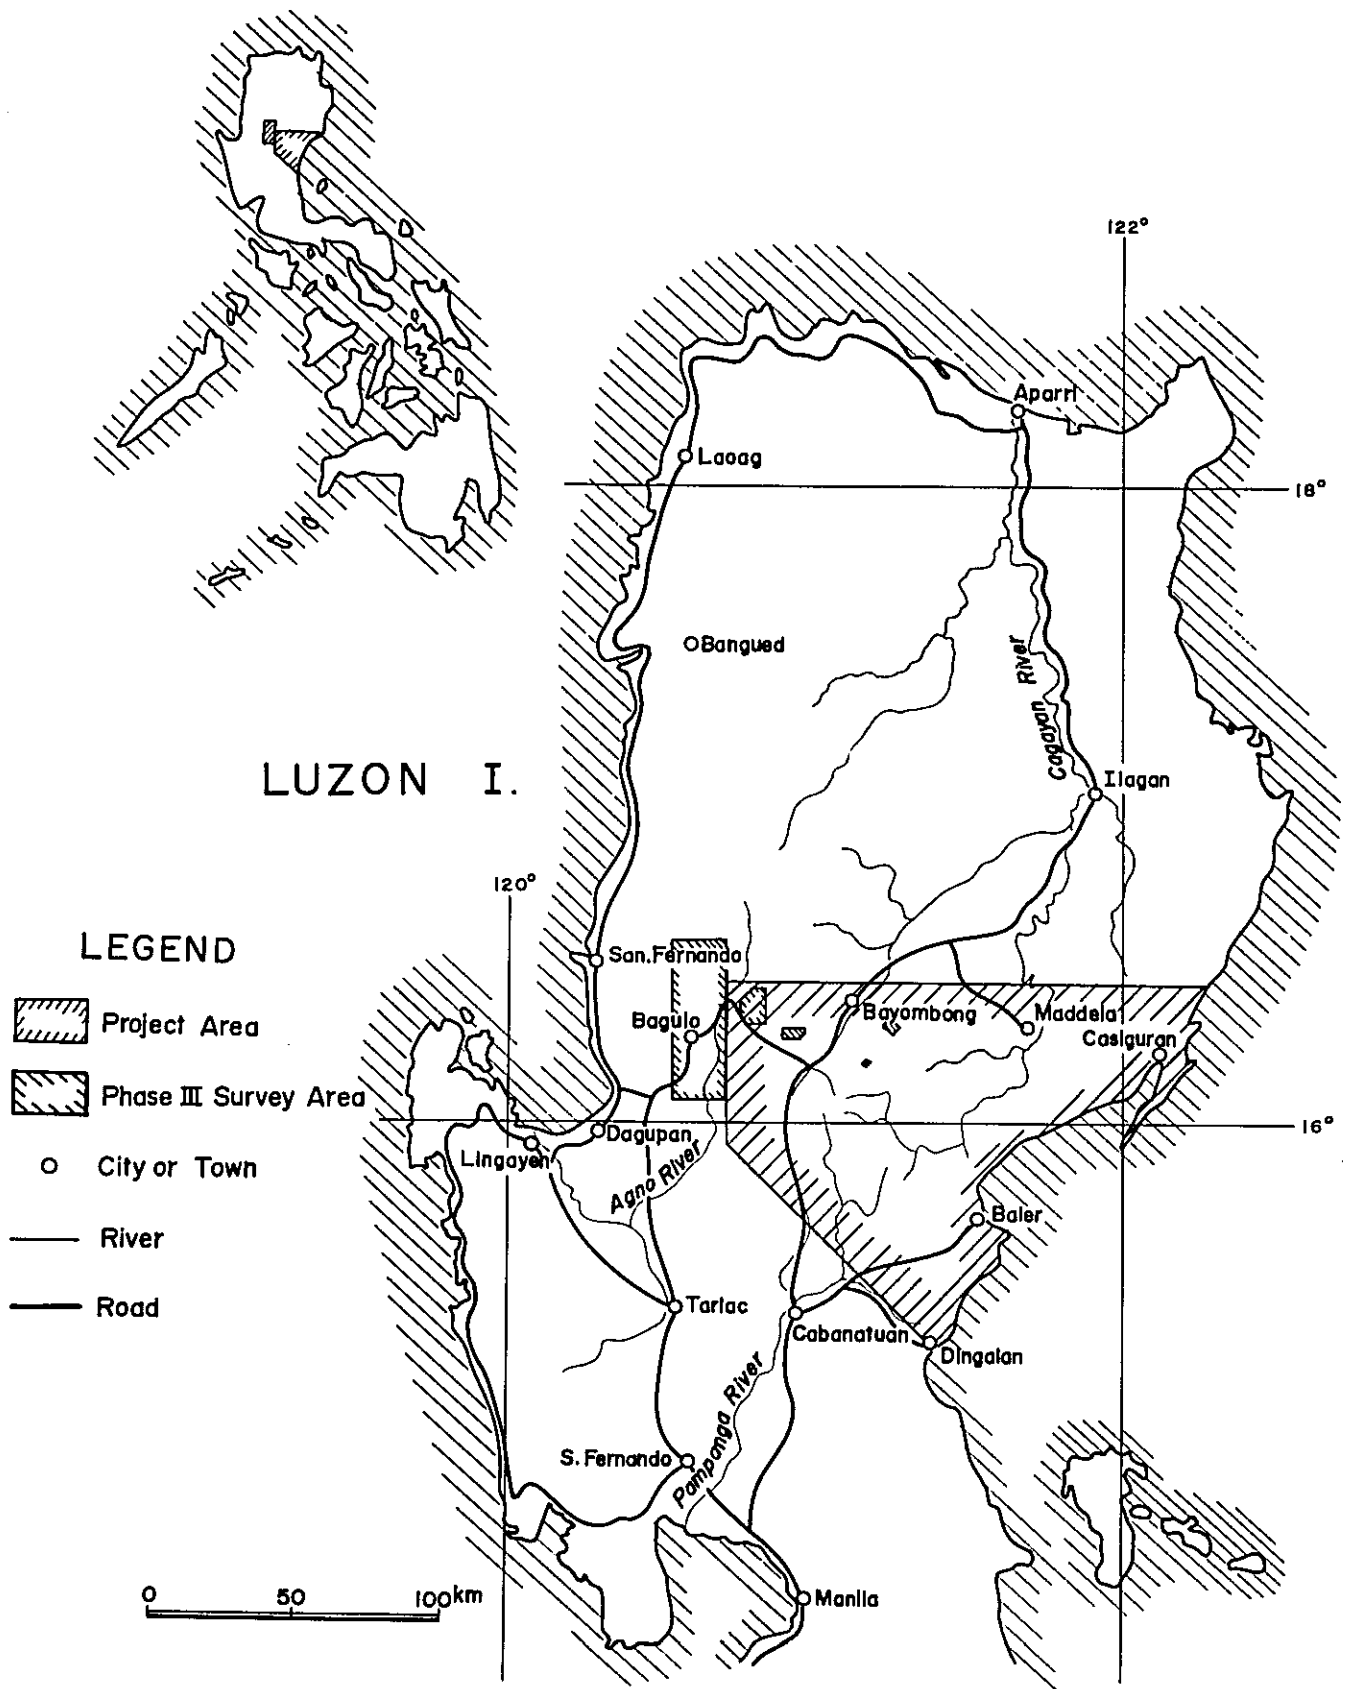 122°
Aparri
Laoag
18°
Bangued
Cagayan River
LUZON I.
Ilagan
120°
LEGEND
San.Fernando
Project Area
Baguio
Bayombong
Maddela
Casiguran
Phase III Survey Area
16°
Dagupan
City or Town
Lingayen
Agno River
Baler
River
Road
Tarlac
Cabanatuan
Dingalan
Pampanga River
S. Fernando
0 50 100km
Manila